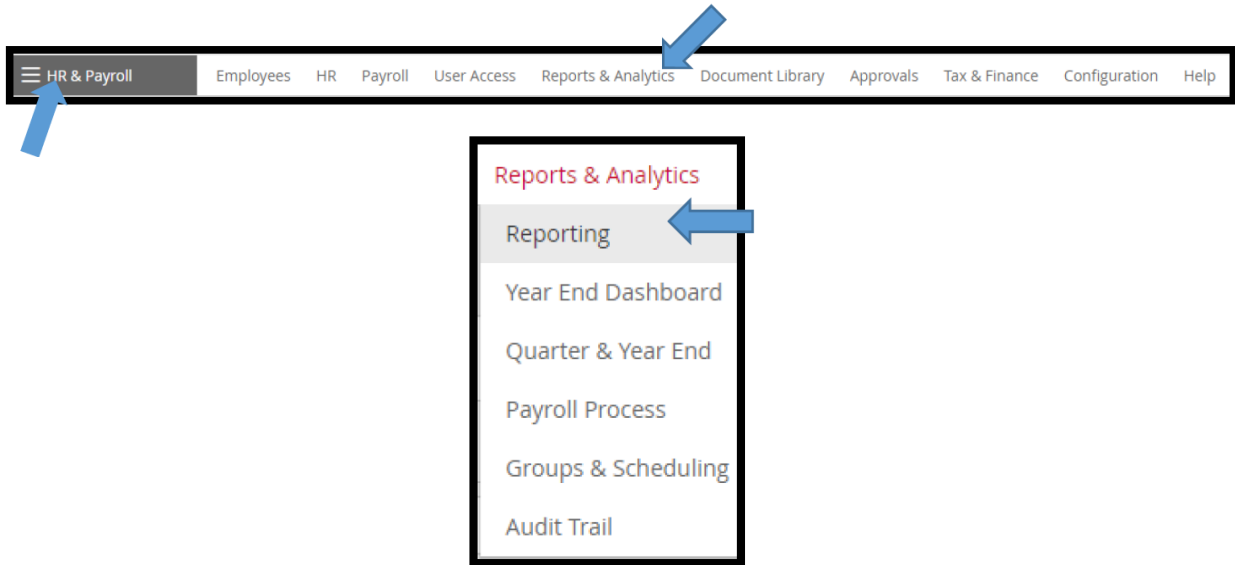 HR & Payroll Employees HR Payroll User Access Reports & Analytics Document Library Approvals Tax & Finance Configuration Help
Reports & Analytics
Reporting
Year End Dashboard
Quarter & Year End
Payroll Process
Groups & Scheduling
Audit Trail